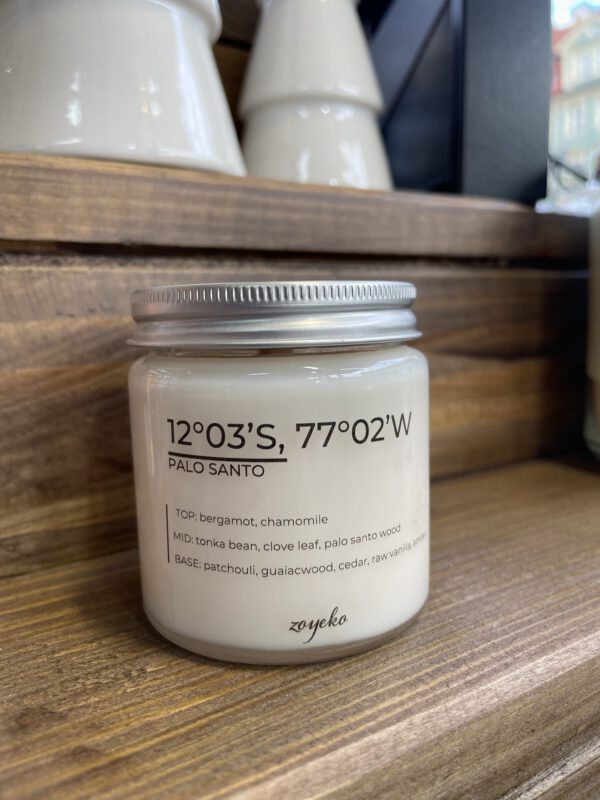 12°03'S, 77°02'W
PALO SANTO
TOP: bergamot, chamomile
MID: tonka bean, clove leaf, palo santo wood
BASE: patchouli, guaiacwood, cedar, raw vanilla,
zoyeko